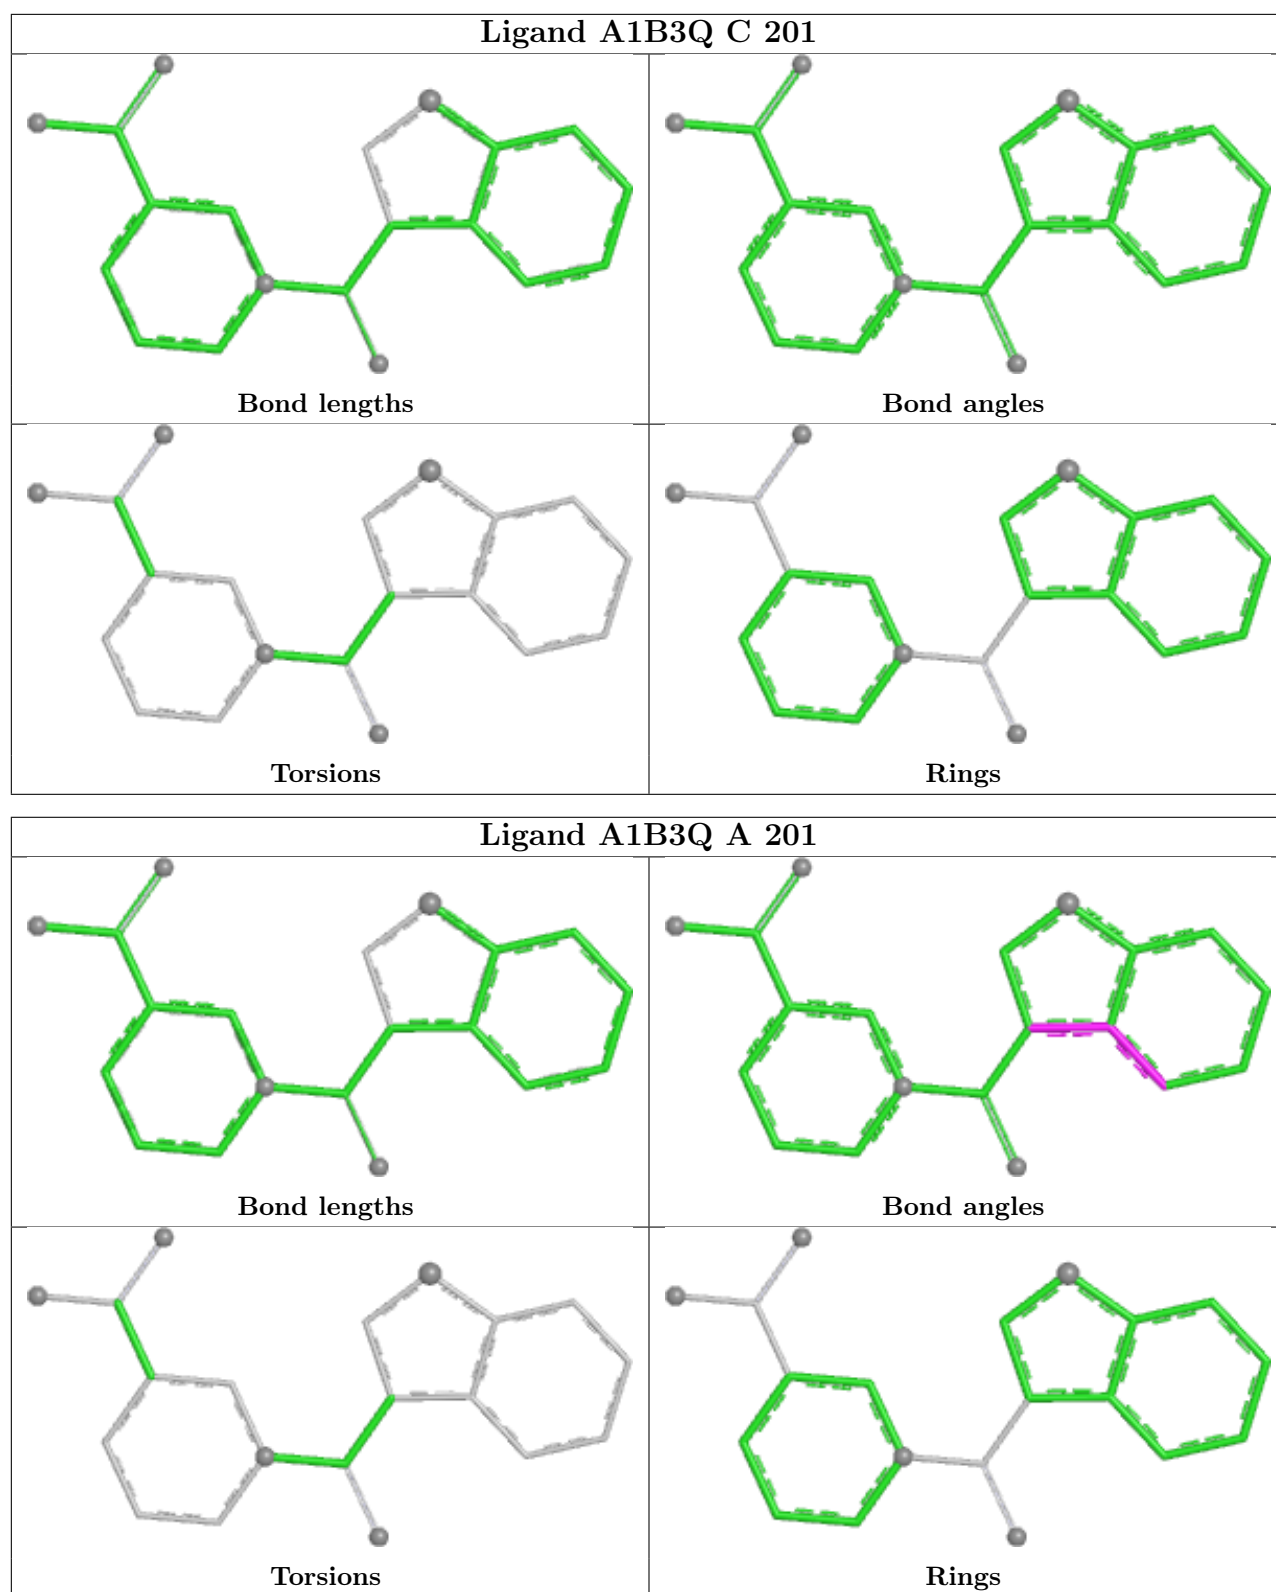 Ligand A1B3Q C 201
Bond lengths
Bond angles
Torsions
Rings
Ligand A1B3Q A 201
Bond lengths
Bond angles
Torsions
Rings